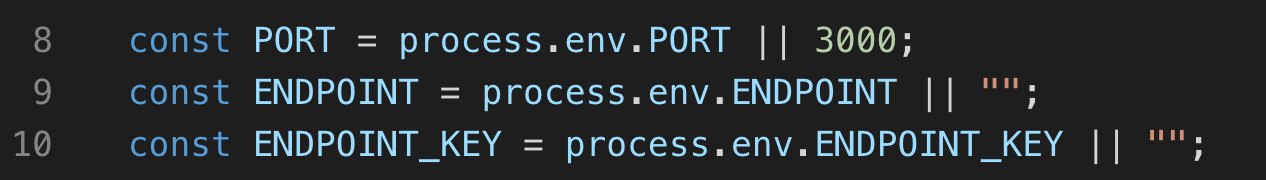 8 const PORT = process.env.PORT || 3000;
9 const ENDPOINT = process.env.ENDPOINT || "";
10 const ENDPOINT_KEY = process.env.ENDPOINT_KEY || "";